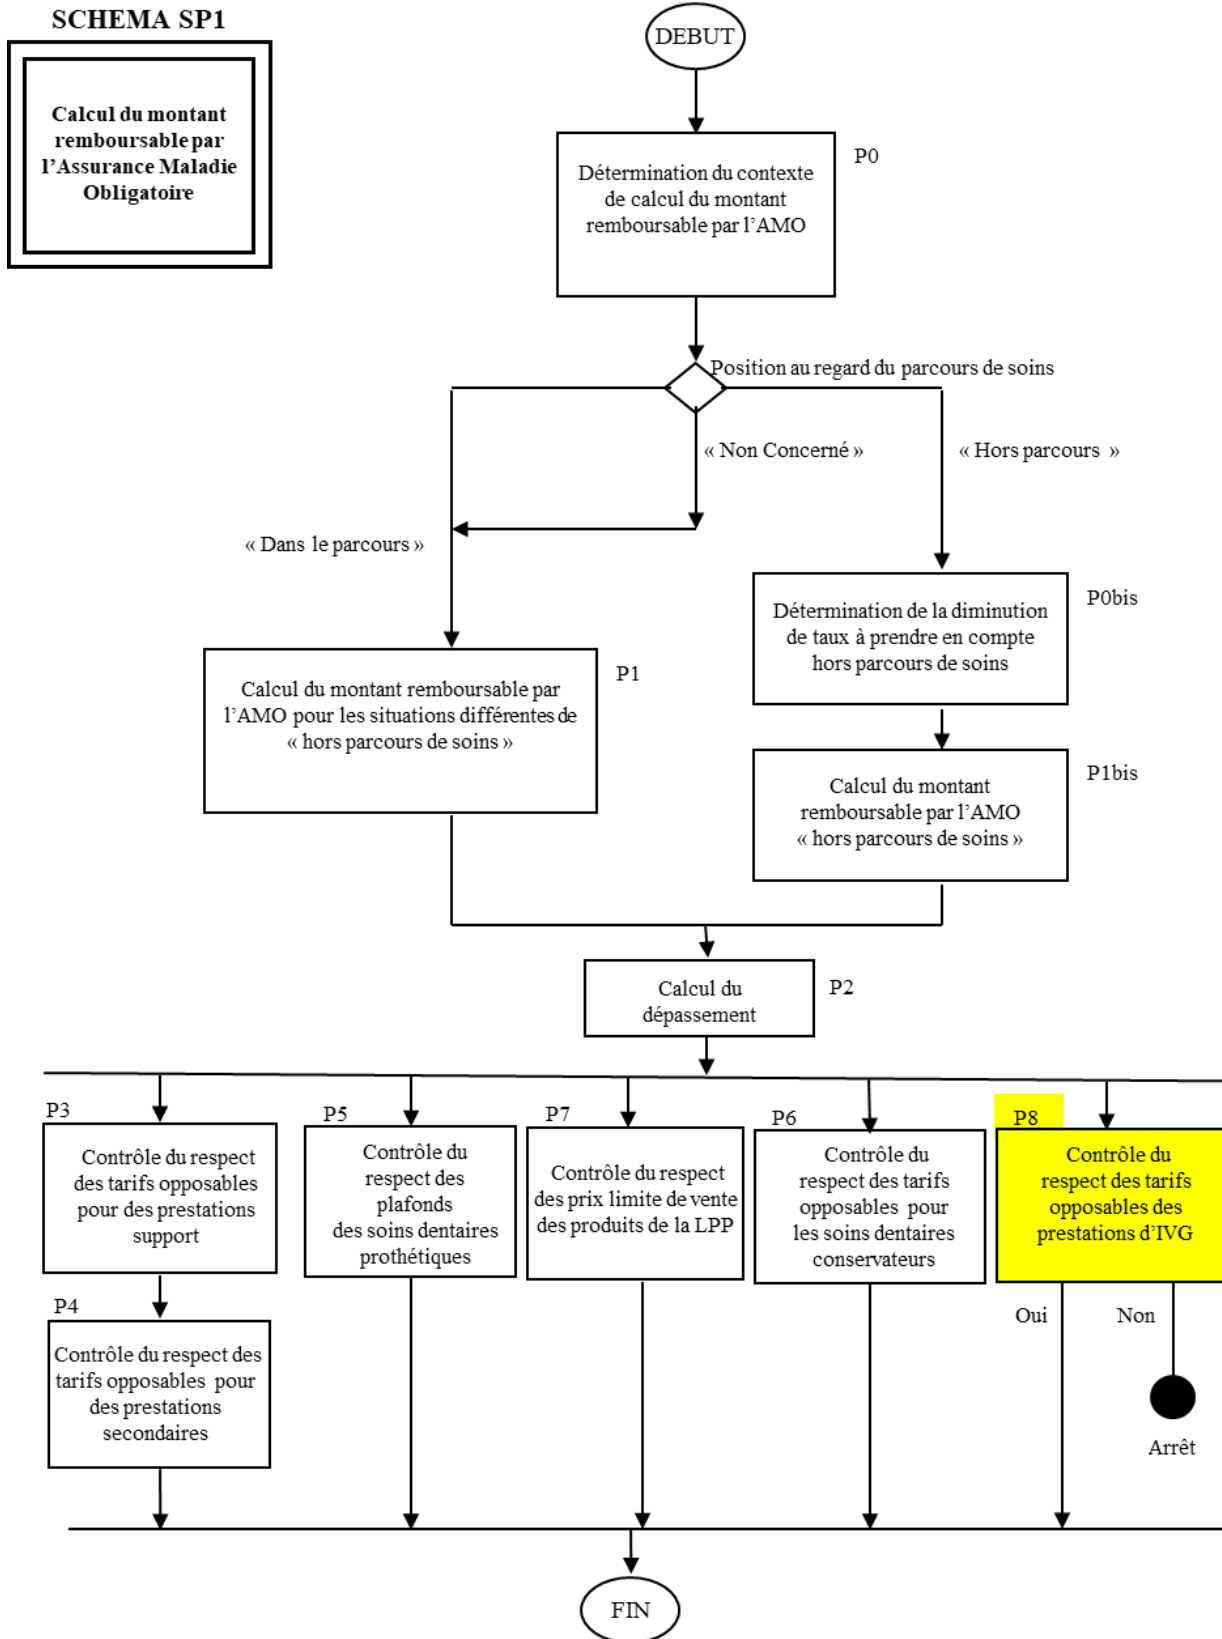 SCHEMA SP1
Calcul du montant
remboursable par
l’Assurance Maladie
Obligatoire
DEBUT
P0
Détermination du contexte
de calcul du montant
remboursable par l’AMO
Position au regard du parcours de soins
« Non Concerné »
« Hors parcours »
« Dans le parcours »
P0bis
Détermination de la diminution
de taux à prendre en compte
hors parcours de soins
P1
Calcul du montant remboursable par
l’AMO pour les situations différentes de
« hors parcours de soins »
P1bis
Calcul du montant
remboursable par l’AMO
« hors parcours de soins »
P2
Calcul du
dépassement
P3
Contrôle du respect
des tarifs opposables
pour des prestations
support
P5
Contrôle du
respect des
plafonds
des soins dentaires
prothétiques
P7
Contrôle du respect
des prix limite de vente
des produits de la LPP
P6
Contrôle du
respect des tarifs
opposables pour
les soins dentaires
conservateurs
P8
Contrôle du
respect des tarifs
opposables des
prestations d’IVG
P4
Contrôle du respect des
tarifs opposables pour
des prestations
secondaires
Oui
Non
Arrêt
FIN